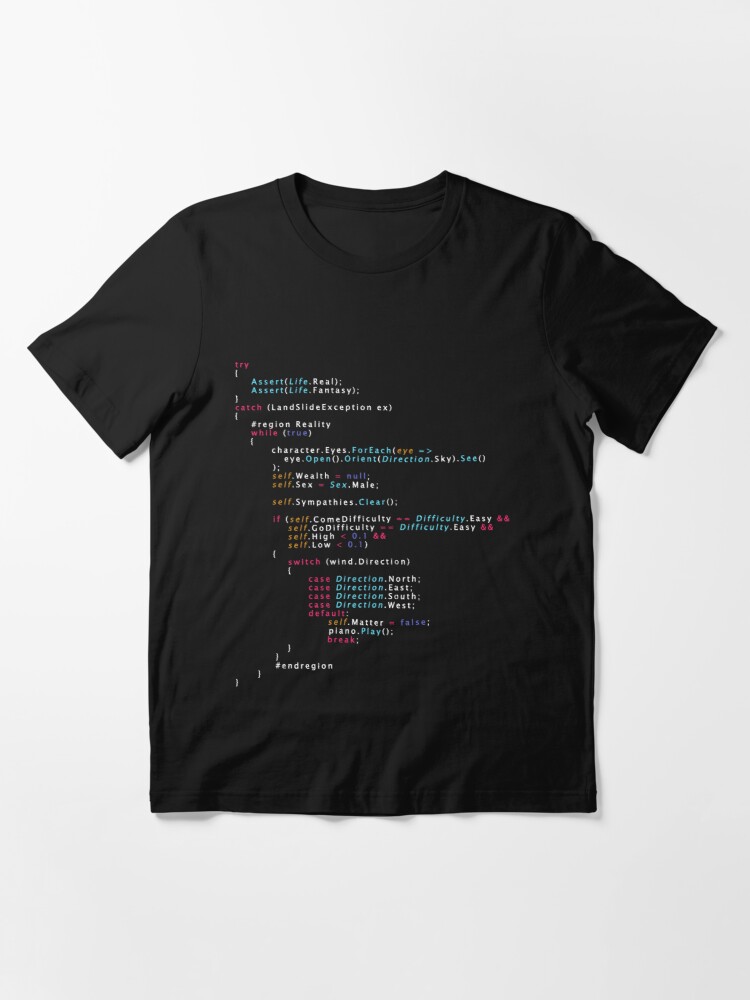 try
{
Assert(Life.Real);
Assert(Life.Fantasy);
}
catch (LandSlideException ex)
{
#region Reality
while (true)
{
character.Eyes.ForEach(eye =>
eye.Open().Orient(Direction.Sky).See()
);
self.Wealth = null;
self.Sex = Sex.Male;
self.Sympathies.Clear();
if (self.ComeDifficulty == Difficulty.Easy &&
self.GoDifficulty == Difficulty.Easy &&
self.High < 0.1 &&
self.Low < 0.1)
{
switch (wind.Direction)
{
case Direction.North;
case Direction.East;
case Direction.South;
case Direction.West;
default:
self.Matter = false;
piano.Play();
break;
}
}
#endregion
}
}